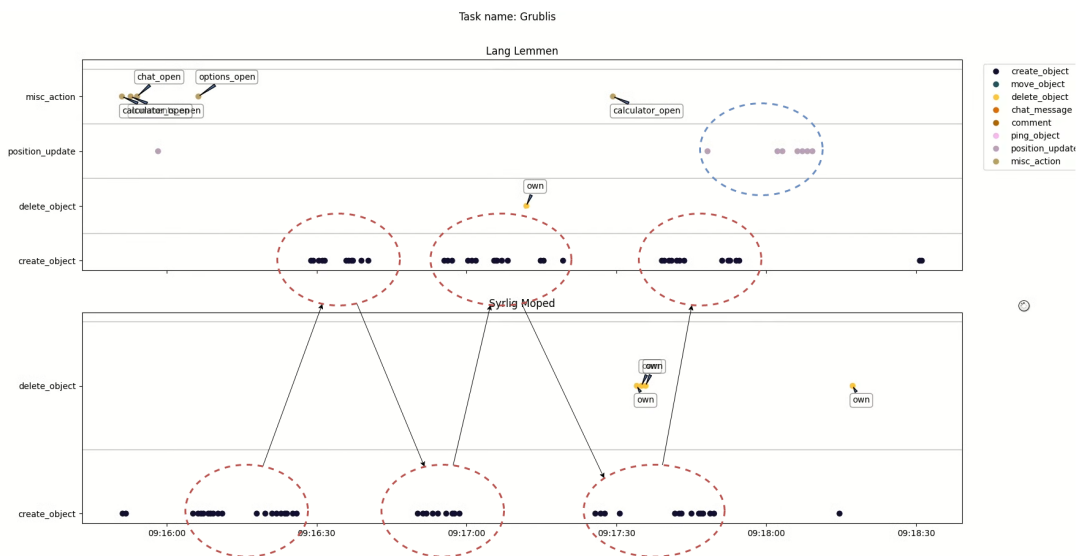 Task name: Grublis
Lang Lemmen
chat_open
options_open
misc_action
calculator_open
calculator_open
position_update
own
delete_object
create_object
create_object
move_object
delete_object
chat_message
comment
ping_object
position_update
misc_action
Syrlig Moped
own
delete_object
own
own
create_object
09:16:00
09:16:30
09:17:00
09:17:30
09:18:00
09:18:30